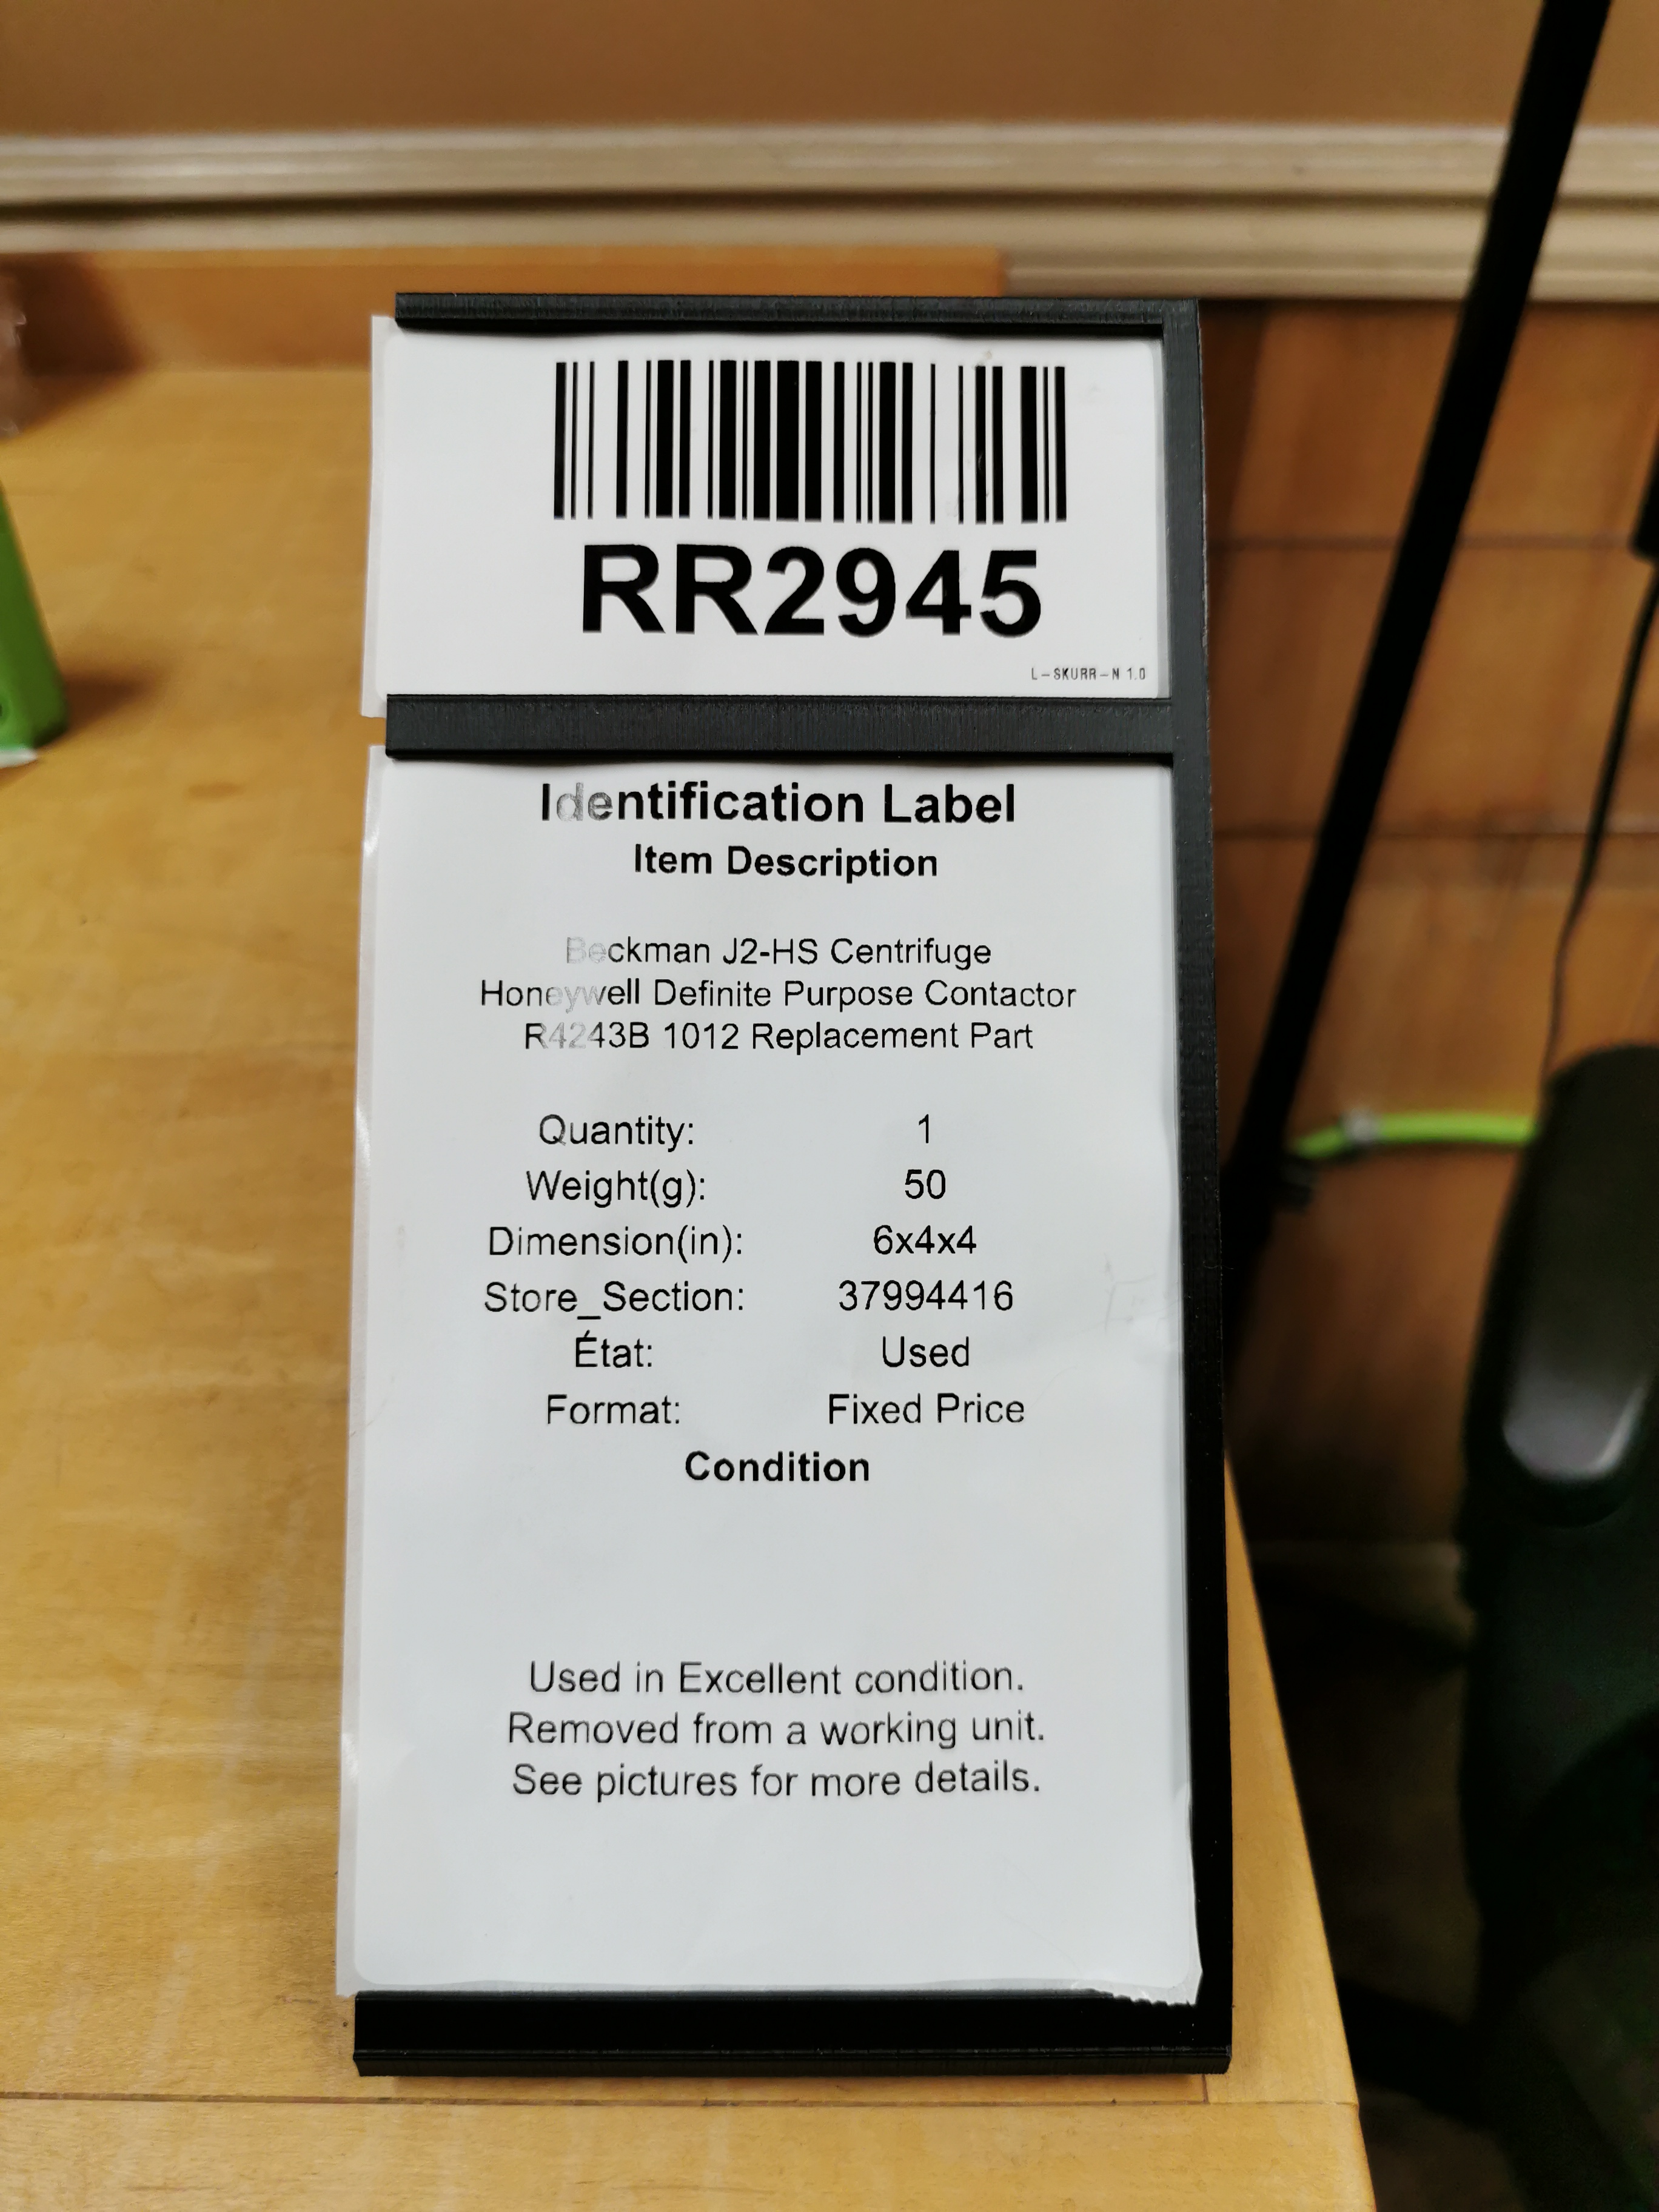 RR2945
L-SKURR-N 1.0
Identification Label
Item Description
Beckman J2-HS Centrifuge
Honeywell Definite Purpose Contactor
R4243B 1012 Replacement Part
Quantity: 1
Weight(g): 50
Dimension(in): 6x4x4
Store_Section: 37994416
État: Used
Format: Fixed Price
Condition
Used in Excellent condition.
Removed from a working unit.
See pictures for more details.